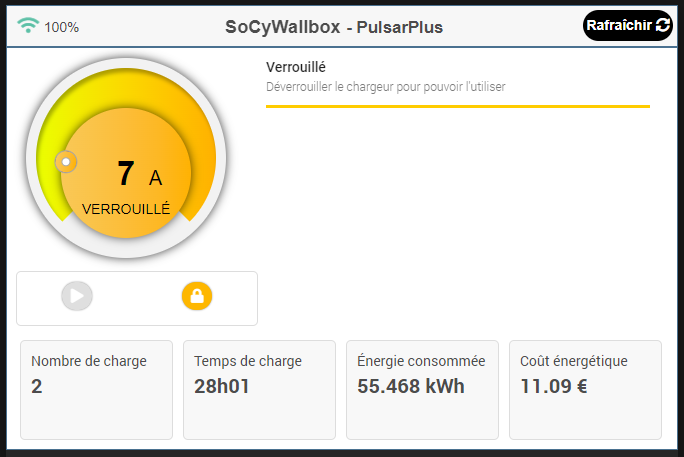 100%
SoCyWallbox - PulsarPlus
Rafraîchir
Verrouillé
Déverrouiller le chargeur pour pouvoir l'utiliser
7 A
VERROUILLÉ
Nombre de charge
2
Temps de charge
28h01
Énergie consommée
55.468 kWh
Coût énergétique
11.09 €